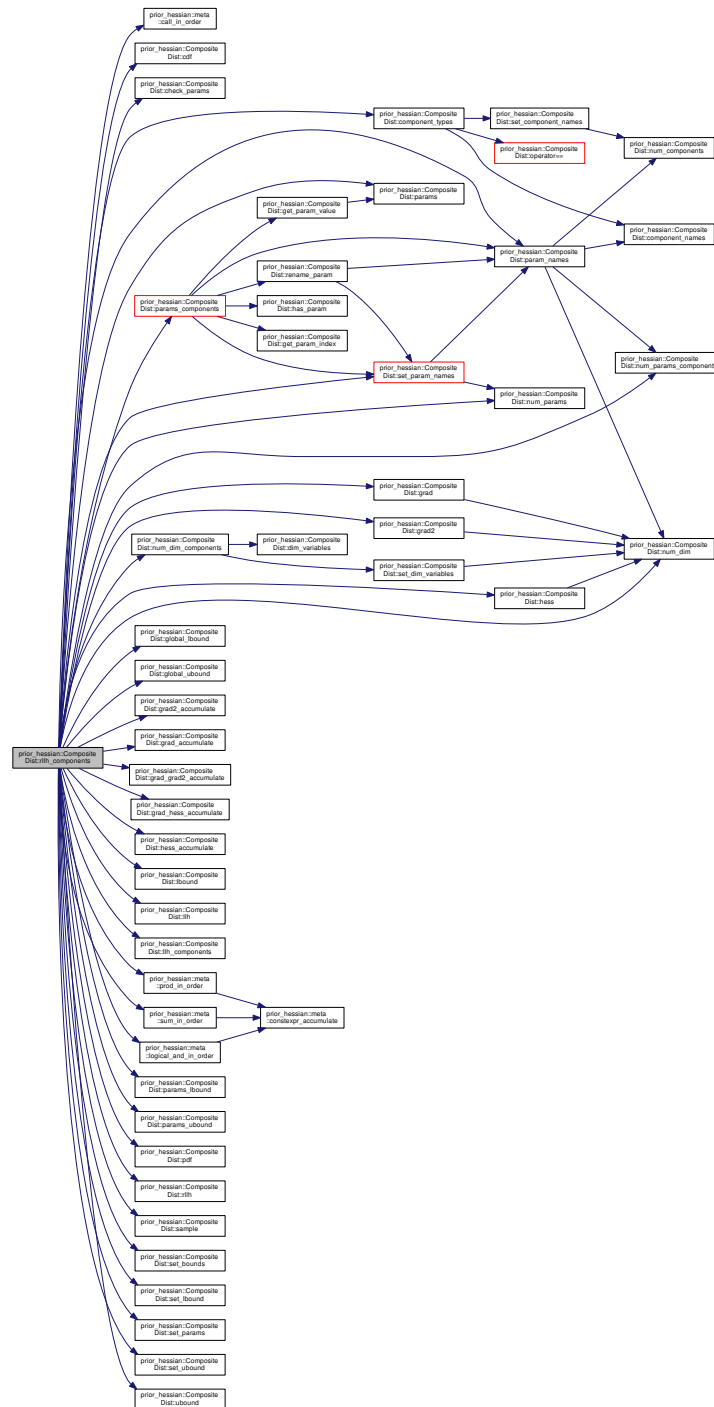 prior_hessian::meta
::call_in_order
prior_hessian::Composite
Dist::cdf
prior_hessian::Composite
Dist::check_params
prior_hessian::Composite
Dist::component_types
prior_hessian::Composite
Dist::set_component_names
prior_hessian::Composite
Dist::num_components
prior_hessian::Composite
Dist::operator==
prior_hessian::Composite
Dist::params
prior_hessian::Composite
Dist::get_param_value
prior_hessian::Composite
Dist::component_names
prior_hessian::Composite
Dist::param_names
prior_hessian::Composite
Dist::rename_param
prior_hessian::Composite
Dist::params_components
prior_hessian::Composite
Dist::has_param
prior_hessian::Composite
Dist::get_param_index
prior_hessian::Composite
Dist::num_params_components
prior_hessian::Composite
Dist::set_param_names
prior_hessian::Composite
Dist::num_params
prior_hessian::Composite
Dist::grad
prior_hessian::Composite
Dist::grad2
prior_hessian::Composite
Dist::num_dim_components
prior_hessian::Composite
Dist::dim_variables
prior_hessian::Composite
Dist::num_dim
prior_hessian::Composite
Dist::set_dim_variables
prior_hessian::Composite
Dist::hess
prior_hessian::Composite
Dist::global_lbound
prior_hessian::Composite
Dist::global_ubound
prior_hessian::Composite
Dist::grad2_accumulate
prior_hessian::Composite
Dist::grad_accumulate
prior_hessian::Composite
Dist::rllh_components
prior_hessian::Composite
Dist::grad_grad2_accumulate
prior_hessian::Composite
Dist::grad_hess_accumulate
prior_hessian::Composite
Dist::hess_accumulate
prior_hessian::Composite
Dist::lbound
prior_hessian::Composite
Dist::llh
prior_hessian::Composite
Dist::llh_components
prior_hessian::meta
::prod_in_order
prior_hessian::meta
::sum_in_order
prior_hessian::meta
::constexpr_accumulate
prior_hessian::meta
::logical_and_in_order
prior_hessian::Composite
Dist::params_lbound
prior_hessian::Composite
Dist::params_ubound
prior_hessian::Composite
Dist::pdf
prior_hessian::Composite
Dist::rllh
prior_hessian::Composite
Dist::sample
prior_hessian::Composite
Dist::set_bounds
prior_hessian::Composite
Dist::set_lbound
prior_hessian::Composite
Dist::set_params
prior_hessian::Composite
Dist::set_ubound
prior_hessian::Composite
Dist::ubound